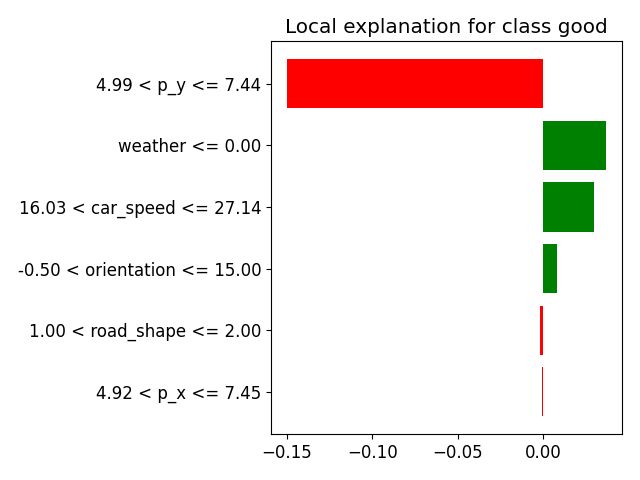 Local explanation for class good
4.99 < p_y <= 7.44
weather <= 0.00
16.03 < car_speed <= 27.14
-0.50 < orientation <= 15.00
1.00 < road_shape <= 2.00
4.92 < p_x <= 7.45
−0.15 −0.10 −0.05 0.00